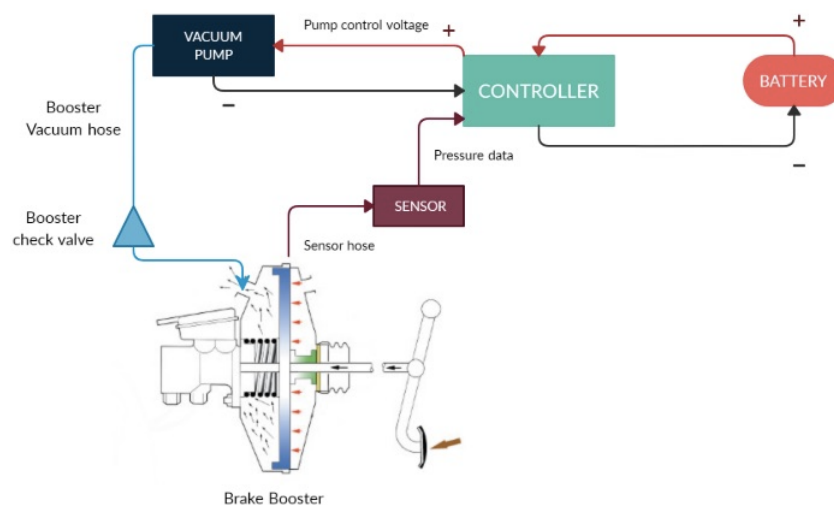 VACUUM
PUMP
Pump control voltage
+
−
CONTROLLER
+
BATTERY
−
Booster
Vacuum hose
Pressure data
SENSOR
Booster
check valve
Sensor hose
Brake Booster